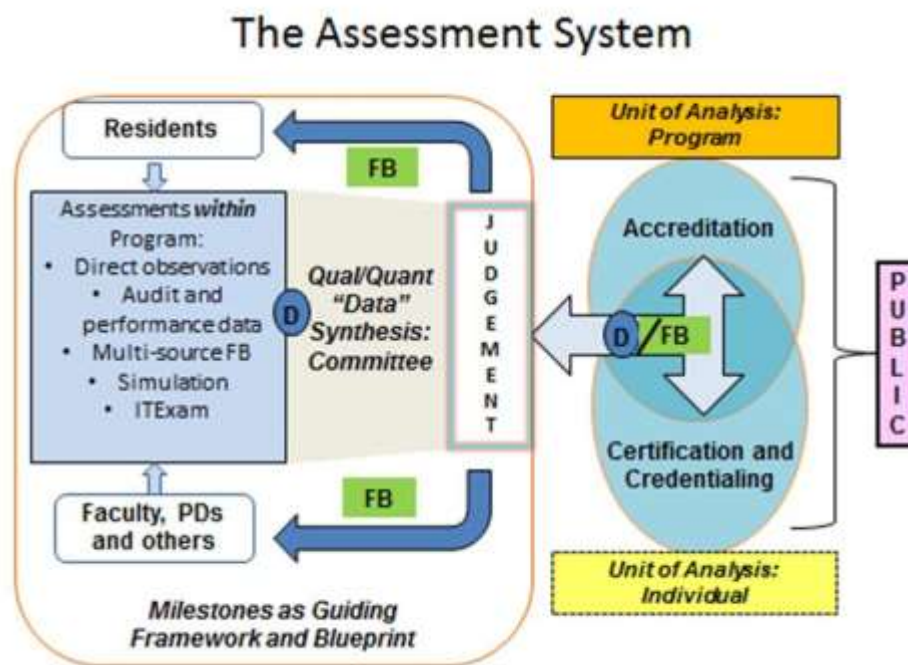 The Assessment System
Residents
FB
Assessments within
Program:
• Direct observations
• Audit and
performance data
• Multi-source FB
• Simulation
• ITExam
D
Qual/Quant
“Data”
Synthesis:
Committee
JUDGEMENT
FB
Faculty, PDs
and others
Milestones as Guiding
Framework and Blueprint
Unit of Analysis:
Program
Accreditation
D/FB
Certification and
Credentialing
Unit of Analysis:
Individual
PUBLIC